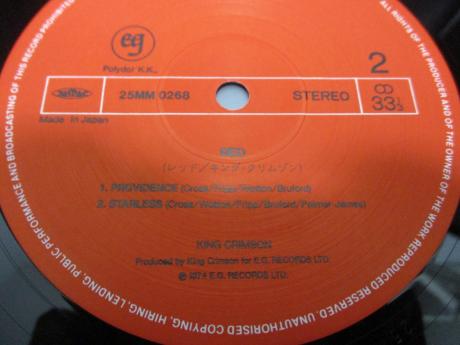 ALL RIGHTS OF THE PRODUCER AND OF THE OWNER OF THE WORK REPRODUCED RESERVED. UNAUTHORISED COPYING, HIRING, LENDING, PUBLIC PERFORMANCE AND BROADCASTING OF THIS RECORD PROHIBITED.
eg
Polydor K.K.,
2
25MM 0268
STEREO
33⅓
Made in Japan
RED
(レッド/キング・クリムゾン)
1. PROVIDENCE (Cross/Fripp/Wetton/Bruford)
2. STARLESS (Cross/Wetton/Fripp/Bruford/Palmer-James)
KING CRIMSON
Produced by King Crimson for E.G. RECORDS LTD.
℗ 1974 E.G. RECORDS LTD.